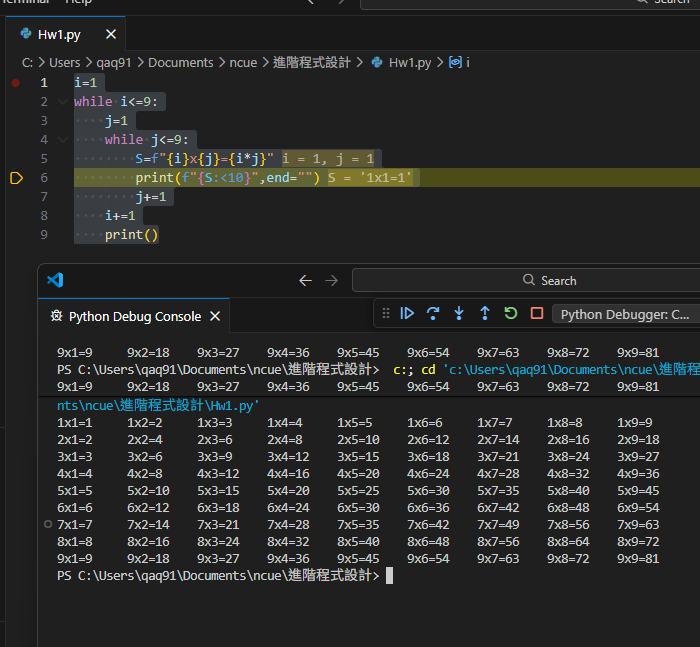 Terminal Help
Search
Hw1.py ×
C: > Users > qaq91 > Documents > ncue > 進階程式設計 > Hw1.py > i
1 i=1
2 while i<=9:
3 j=1
4 while j<=9:
5 S=f"{i}x{j}={i*j}" i = 1, j = 1
6 print(f"{S:<10}",end="") S = '1x1=1'
7 j+=1
8 i+=1
9 print()
Search
Python Debug Console ×
Python Debugger: C...
9x1=9 9x2=18 9x3=27 9x4=36 9x5=45 9x6=54 9x7=63 9x8=72 9x9=81
PS C:\Users\qaq91\Documents\ncue\進階程式設計> c:; cd 'c:\Users\qaq91\Documents\ncue\進階程
9x1=9 9x2=18 9x3=27 9x4=36 9x5=45 9x6=54 9x7=63 9x8=72 9x9=81
nts\ncue\進階程式設計\Hw1.py'
1x1=1 1x2=2 1x3=3 1x4=4 1x5=5 1x6=6 1x7=7 1x8=8 1x9=9
2x1=2 2x2=4 2x3=6 2x4=8 2x5=10 2x6=12 2x7=14 2x8=16 2x9=18
3x1=3 3x2=6 3x3=9 3x4=12 3x5=15 3x6=18 3x7=21 3x8=24 3x9=27
4x1=4 4x2=8 4x3=12 4x4=16 4x5=20 4x6=24 4x7=28 4x8=32 4x9=36
5x1=5 5x2=10 5x3=15 5x4=20 5x5=25 5x6=30 5x7=35 5x8=40 5x9=45
6x1=6 6x2=12 6x3=18 6x4=24 6x5=30 6x6=36 6x7=42 6x8=48 6x9=54
7x1=7 7x2=14 7x3=21 7x4=28 7x5=35 7x6=42 7x7=49 7x8=56 7x9=63
8x1=8 8x2=16 8x3=24 8x4=32 8x5=40 8x6=48 8x7=56 8x8=64 8x9=72
9x1=9 9x2=18 9x3=27 9x4=36 9x5=45 9x6=54 9x7=63 9x8=72 9x9=81
PS C:\Users\qaq91\Documents\ncue\進階程式設計>